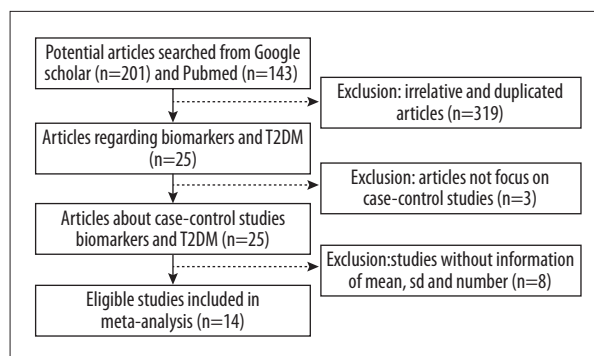 Potential articles searched from Google
scholar (n=201) and Pubmed (n=143)
Exclusion: irrelative and duplicated
articles (n=319)
Articles regarding biomarkers and T2DM
(n=25)
Exclusion: articles not focus on
case-control studies (n=3)
Articles about case-control studies
biomarkers and T2DM (n=25)
Exclusion:studies without information
of mean, sd and number (n=8)
Eligible studies included in
meta-analysis (n=14)